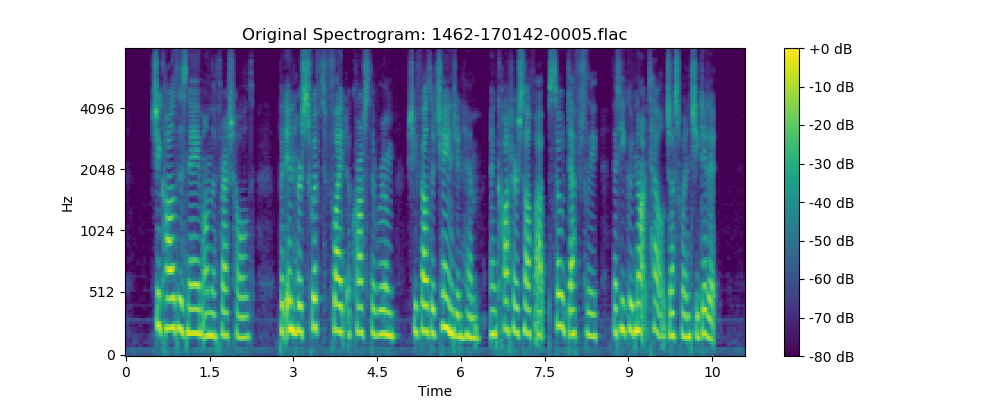 Original Spectrogram: 1462-170142-0005.flac
Hz
4096
2048
1024
512
0
0 1.5 3 4.5 6 7.5 9 10
Time
+0 dB
-10 dB
-20 dB
-30 dB
-40 dB
-50 dB
-60 dB
-70 dB
-80 dB